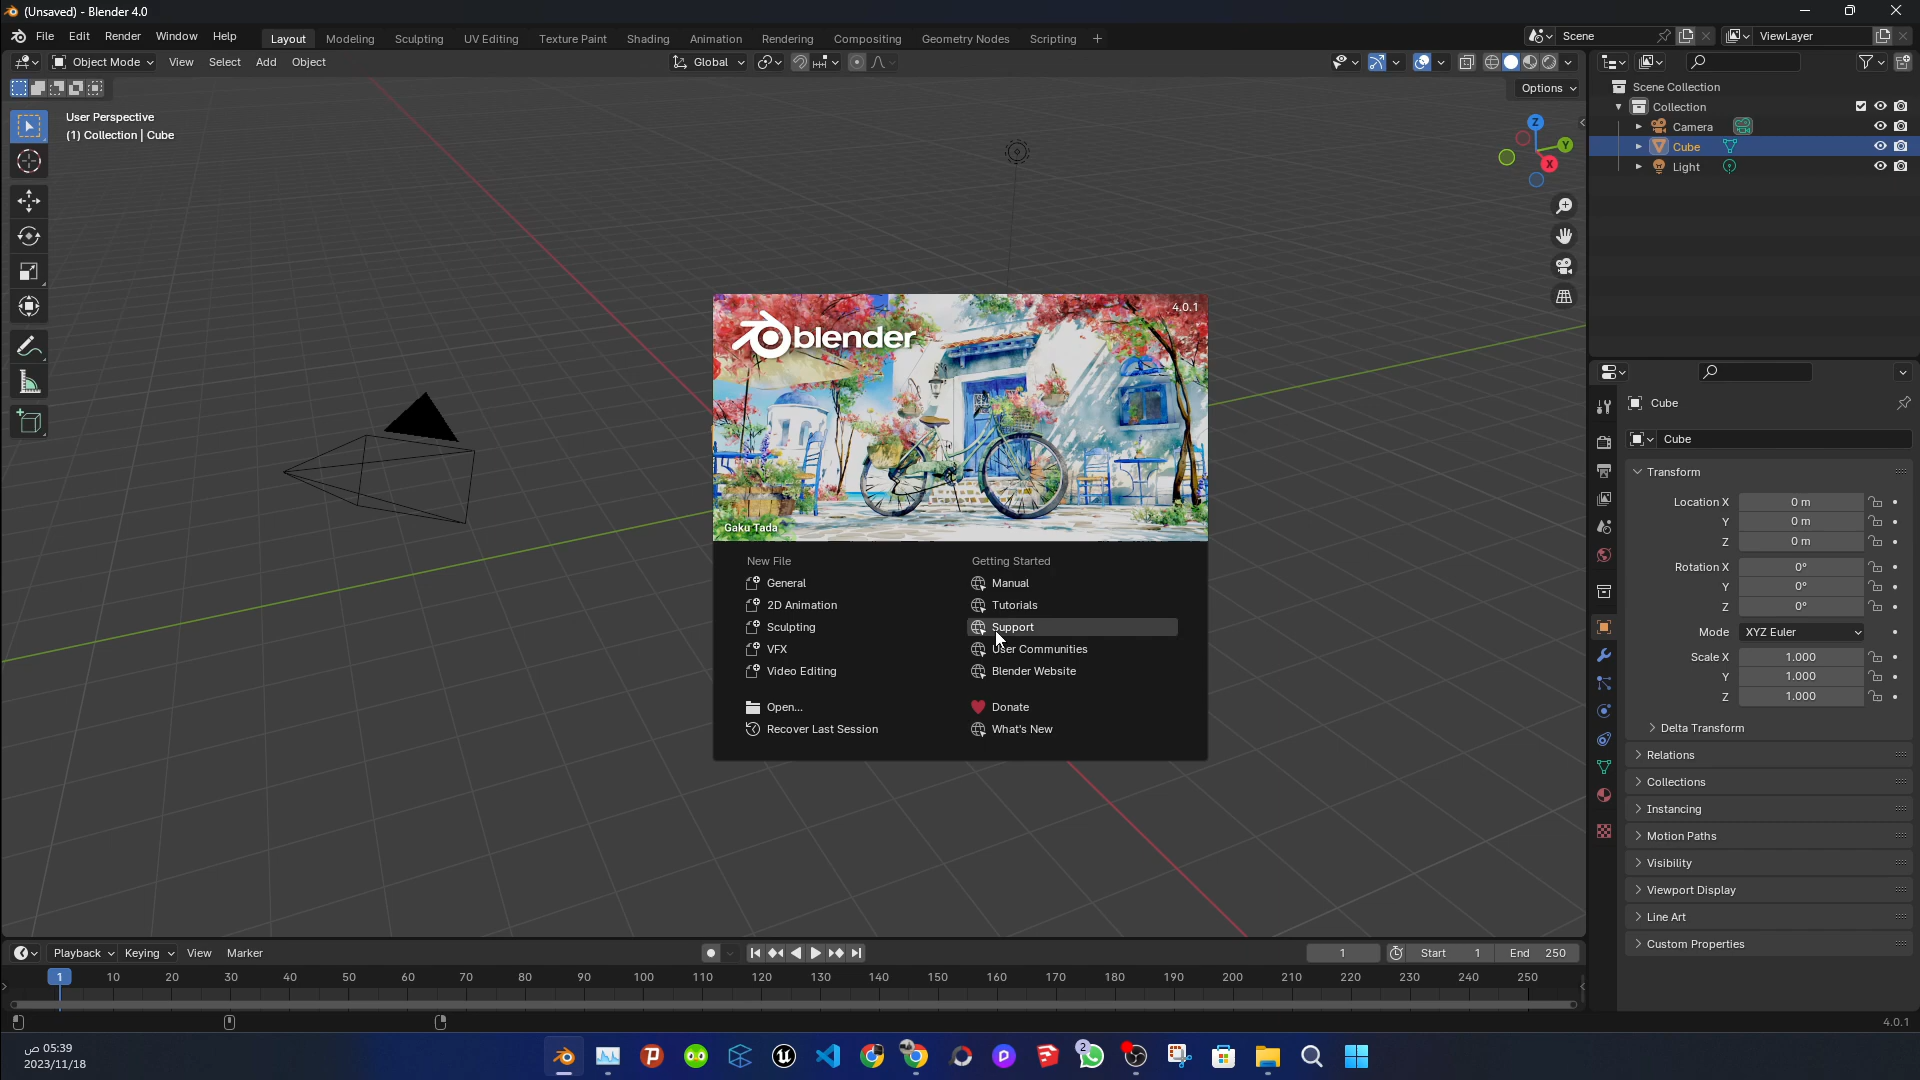 (Unsaved) - Blender 4.0
File Edit Render Window Help
Layout Modeling Sculpting UV Editing Texture Paint Shading Animation Rendering Compositing Geometry Nodes Scripting +
Scene
ViewLayer
Object Mode View Select Add Object
Global
Options
User Perspective
(1) Collection | Cube
Z
Y
X
Scene Collection
Collection
Camera
Cube
Light
4.0.1
blender
Gaku Tada
New File
General
2D Animation
Sculpting
VFX
Video Editing
Open...
Recover Last Session
Getting Started
Manual
Tutorials
Support
User Communities
Blender Website
Donate
What's New
Cube
Cube
Transform
Location X 0 m
Y 0 m
Z 0 m
Rotation X 0°
Y 0°
Z 0°
Mode XYZ Euler
Scale X 1.000
Y 1.000
Z 1.000
Delta Transform
Relations
Collections
Instancing
Motion Paths
Visibility
Viewport Display
Line Art
Custom Properties
Playback Keying View Marker
1 Start 1 End 250
1 10 20 30 40 50 60 70 80 90 100 110 120 130 140 150 160 170 180 190 200 210 220 230 240 250
4.0.1
05:39 ص
2023/11/18
2